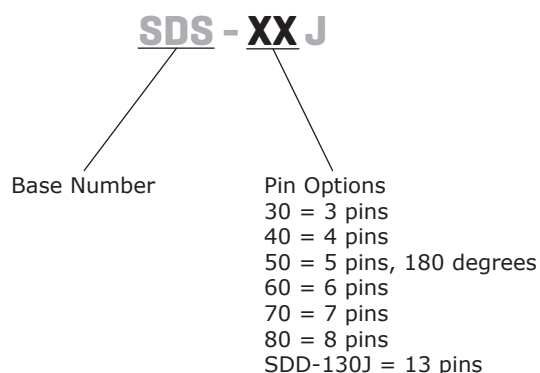 SDS - XX J
Base Number
Pin Options
30 = 3 pins
40 = 4 pins
50 = 5 pins, 180 degrees
60 = 6 pins
70 = 7 pins
80 = 8 pins
SDD-130J = 13 pins